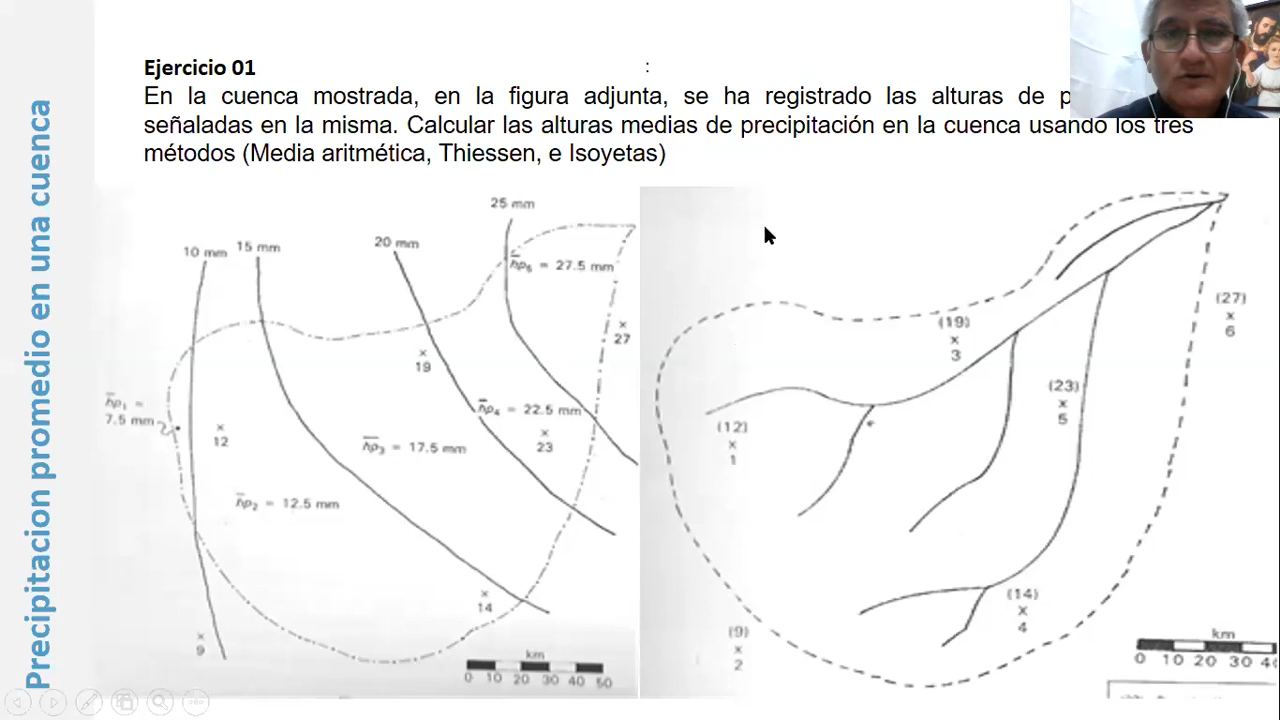 Precipitacion promedio en una cuenca
Ejercicio 01
:
En la cuenca mostrada, en la figura adjunta, se ha registrado las alturas de
señaladas en la misma. Calcular las alturas medias de precipitación en la cuenca usando los tres
métodos (Media aritmética, Thiessen, e Isoyetas)
10 mm
15 mm
20 mm
25 mm
h̅p₅ = 27.5 mm
x
27
x
19
h̅p₁ =
7.5 mm
h̅p₄ = 22.5 mm
x
12
x
23
h̅p₃ = 17.5 mm
h̅p₂ = 12.5 mm
x
14
x
9
km
0 10 20 30 40 50
(27)
x
6
(19)
x
3
(23)
x
5
(12)
x
1
(14)
x
4
(9)
x
2
km
0 10 20 30